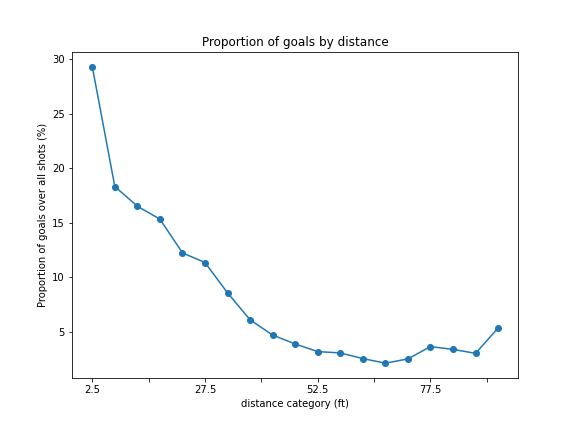 Proportion of goals by distance
Proportion of goals over all shots (%)
30
25
20
15
10
5
2.5 27.5 52.5 77.5
distance category (ft)